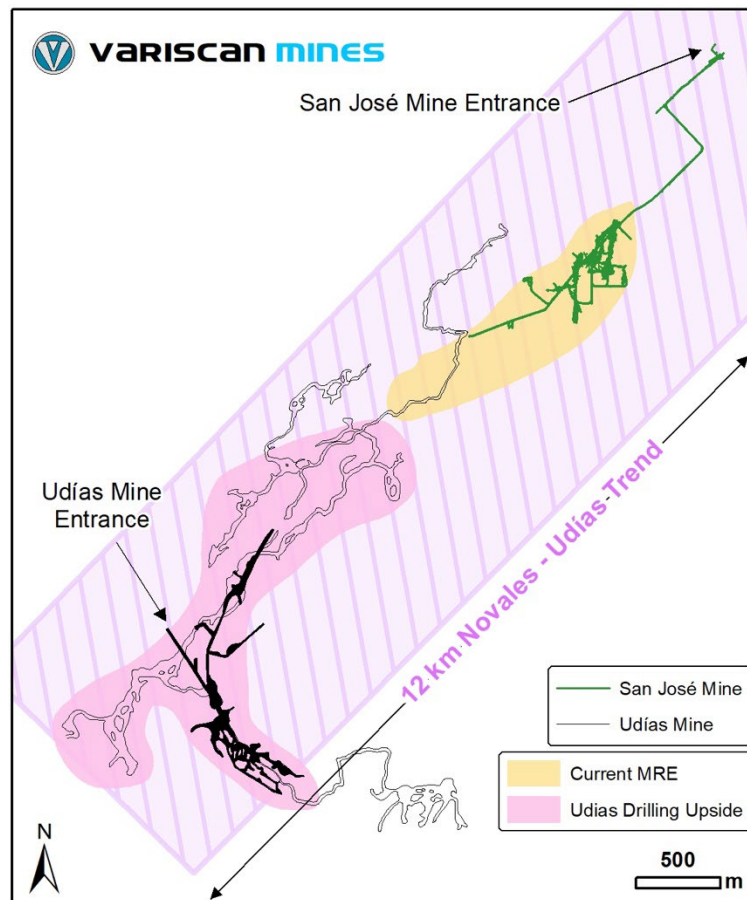 VARISCAN MINES
San José Mine Entrance
Udías Mine
Entrance
12 km Novales - Udías Trend
San José Mine
Udías Mine
Current MRE
Udias Drilling Upside
N
500
m